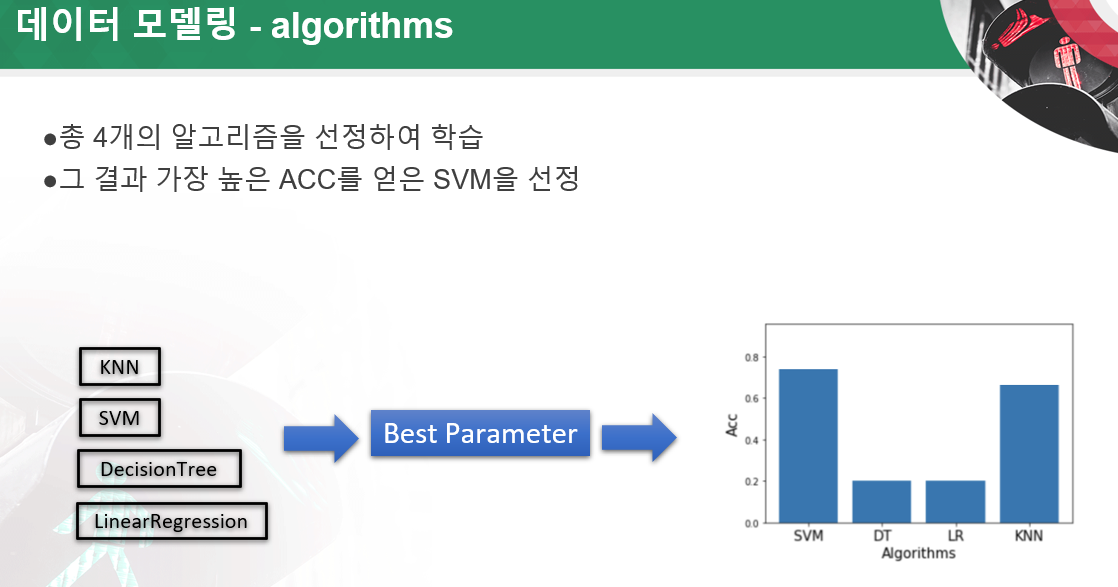 데이터 모델링 - algorithms
●총 4개의 알고리즘을 선정하여 학습
●그 결과 가장 높은 ACC를 얻은 SVM을 선정
KNN
SVM
DecisionTree
LinearRegression
Best Parameter
Acc
0.8
0.6
0.4
0.2
0.0
SVM DT LR KNN
Algorithms